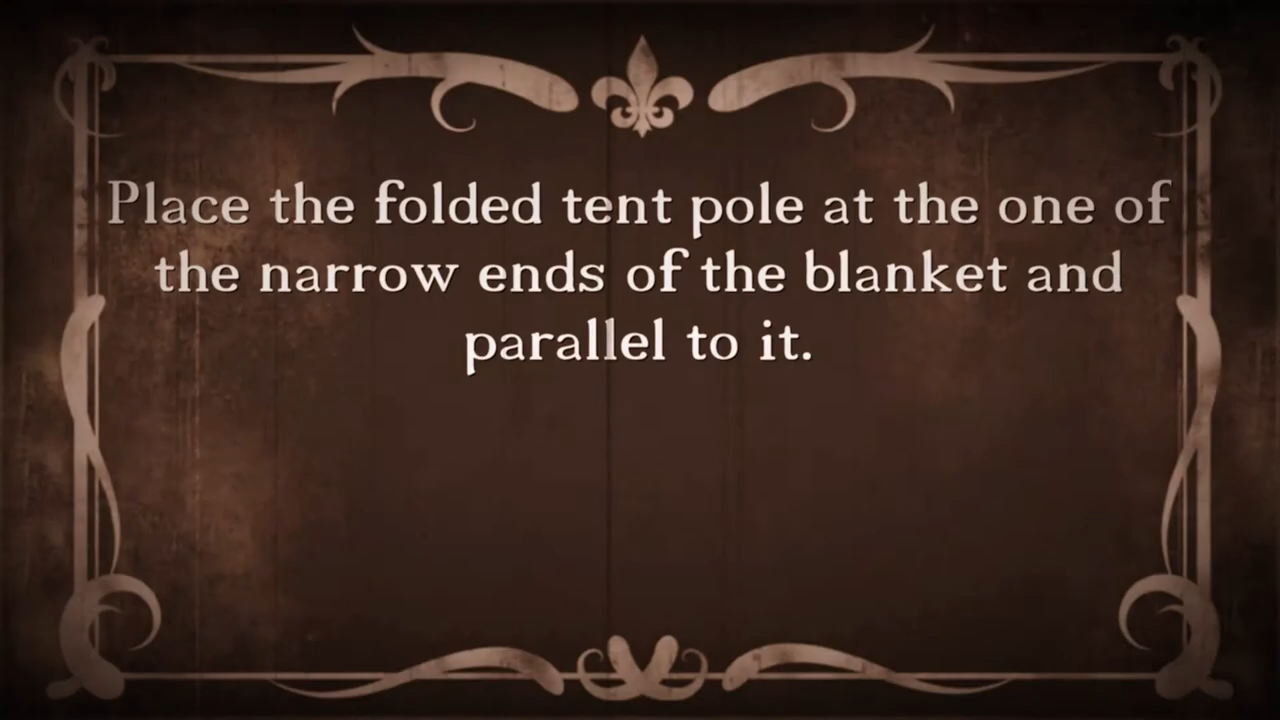 Place the folded tent pole at the one of
the narrow ends of the blanket and
parallel to it.